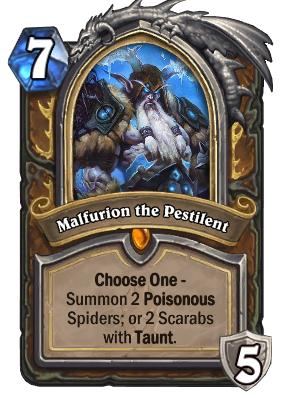 7
Malfurion the Pestilent
Choose One -
Summon 2 Poisonous
Spiders; or 2 Scarabs
with Taunt.
5